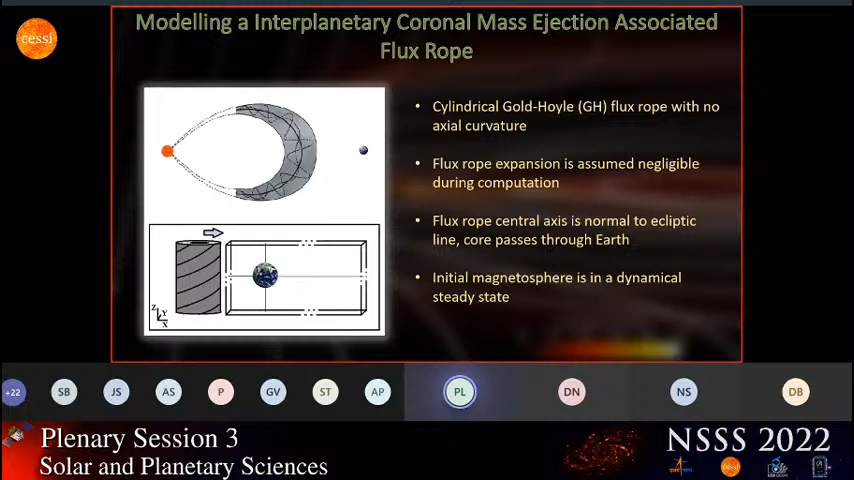 Modelling a Interplanetary Coronal Mass Ejection Associated
Flux Rope
cessi
• Cylindrical Gold-Hoyle (GH) flux rope with no
axial curvature
• Flux rope expansion is assumed negligible
during computation
• Flux rope central axis is normal to ecliptic
line, core passes through Earth
• Initial magnetosphere is in a dynamical
steady state
Z
Y
X
+22
SB
JS
AS
P
GV
ST
AP
PL
DN
NS
DB
Plenary Session 3
Solar and Planetary Sciences
NSSS 2022
cessi